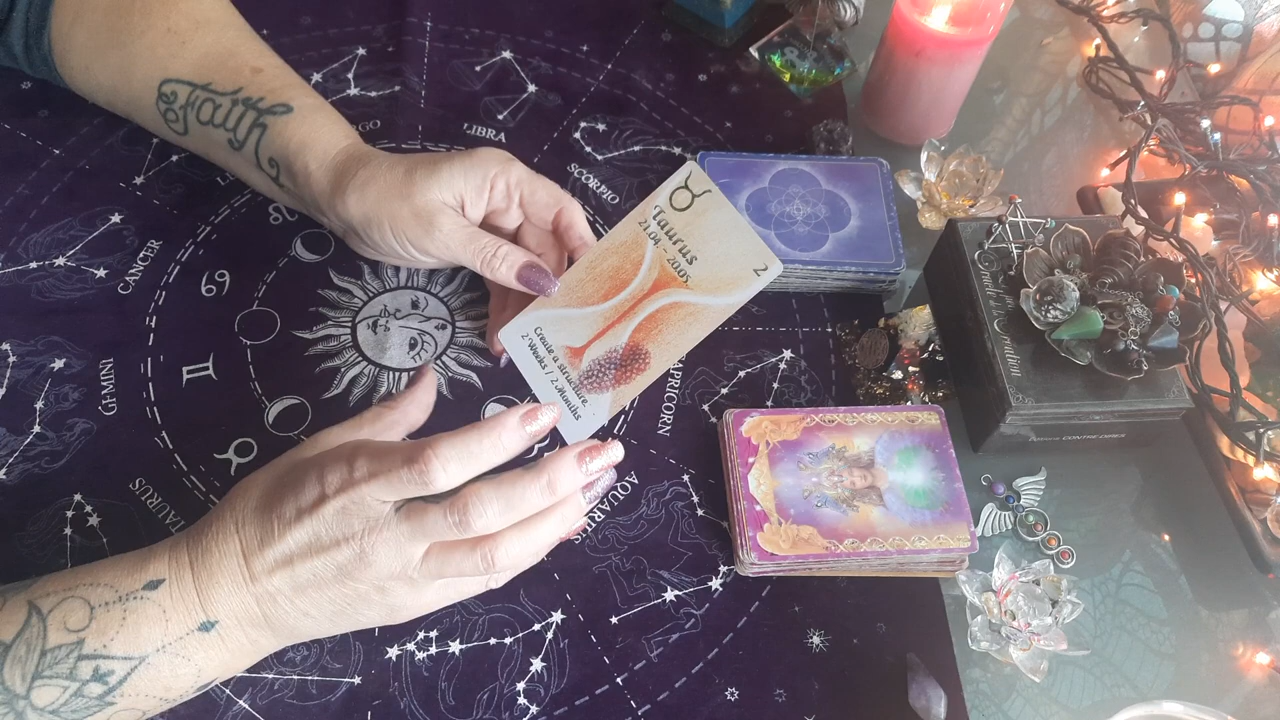 Faith
LIBRA
SCORPIO
CANCER
GEMINI
TAURUS
CAPRICORN
AQUARIUS
Taurus
21.04 - 20.05.
2
Create a structure
2 Weeks / 2 Months